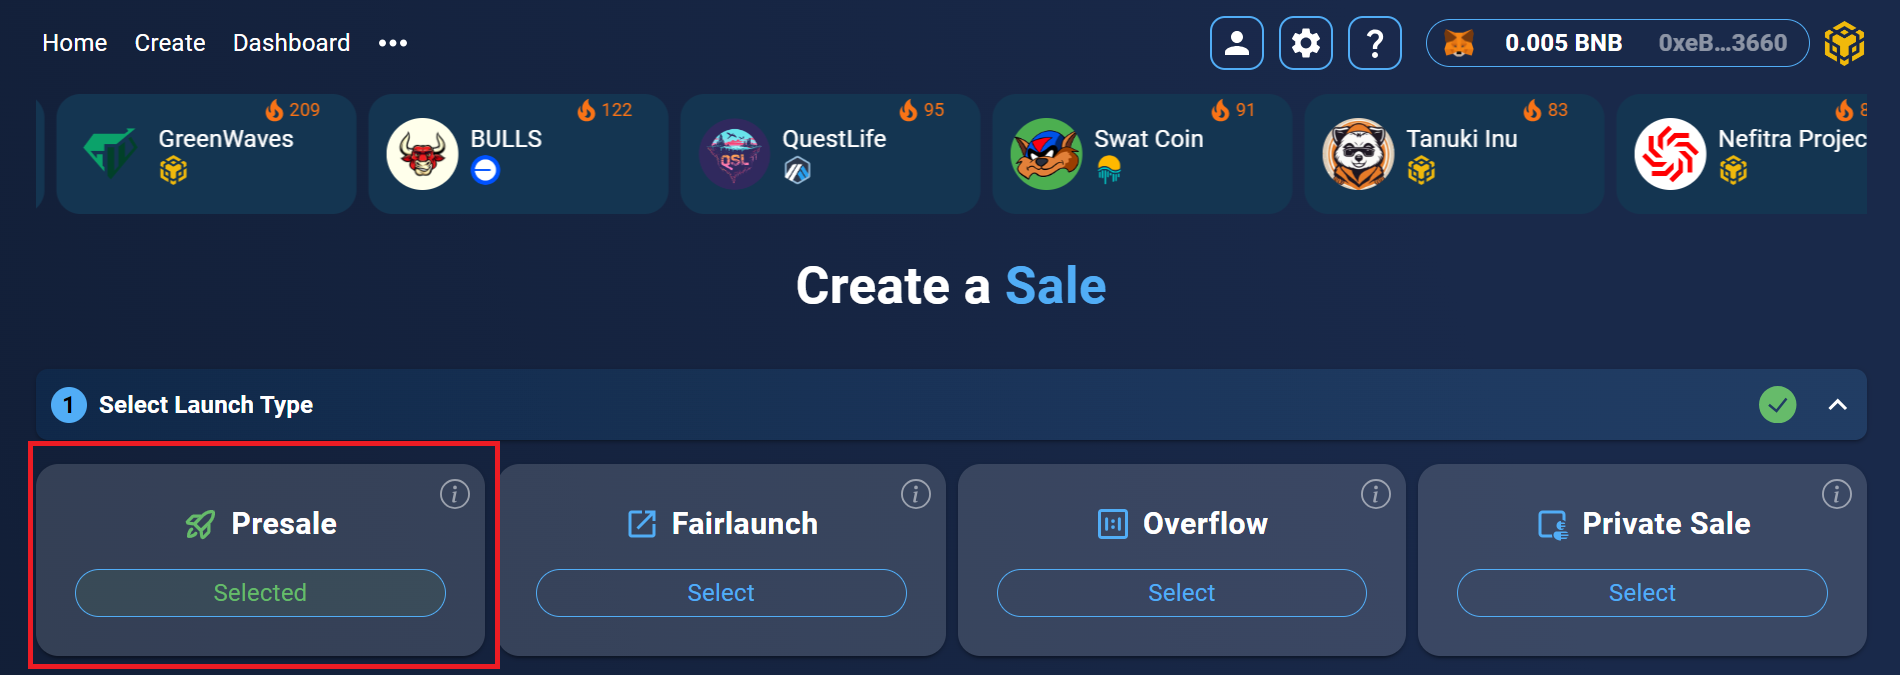 Home Create Dashboard
0.005 BNB 0xeB...3660
209 122 95 91 83 8
GreenWaves BULLS QuestLife Swat Coin Tanuki Inu Nefitra Projec
QSL
Create a Sale
1 Select Launch Type
Presale Fairlaunch Overflow Private Sale
Selected Select Select Select